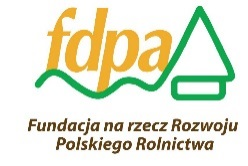 fdpa
Fundacja na rzecz Rozwoju
Polskiego Rolnictwa